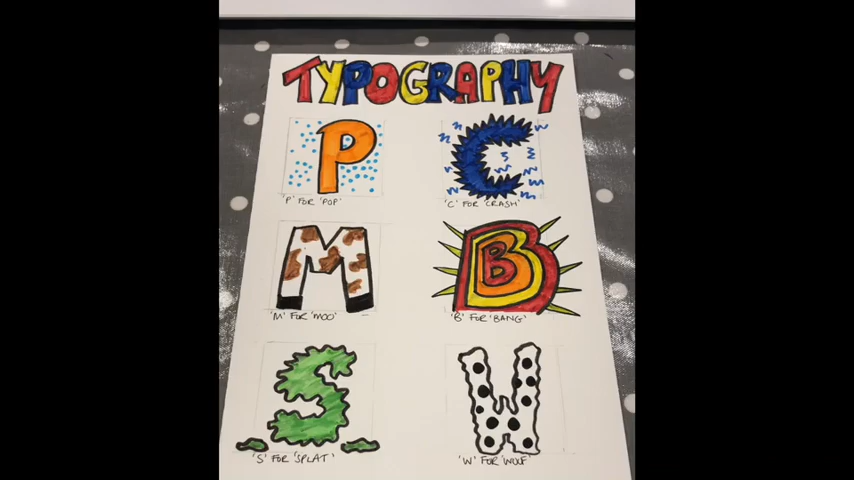 TYPOGRAPHY
P C
'P' FOR 'POP' 'C' FOR 'CRASH'
M B
'M' FOR 'MOO' 'B' FOR 'BANG'
S W
'S' FOR 'SPLAT' 'W' FOR 'WOOF'